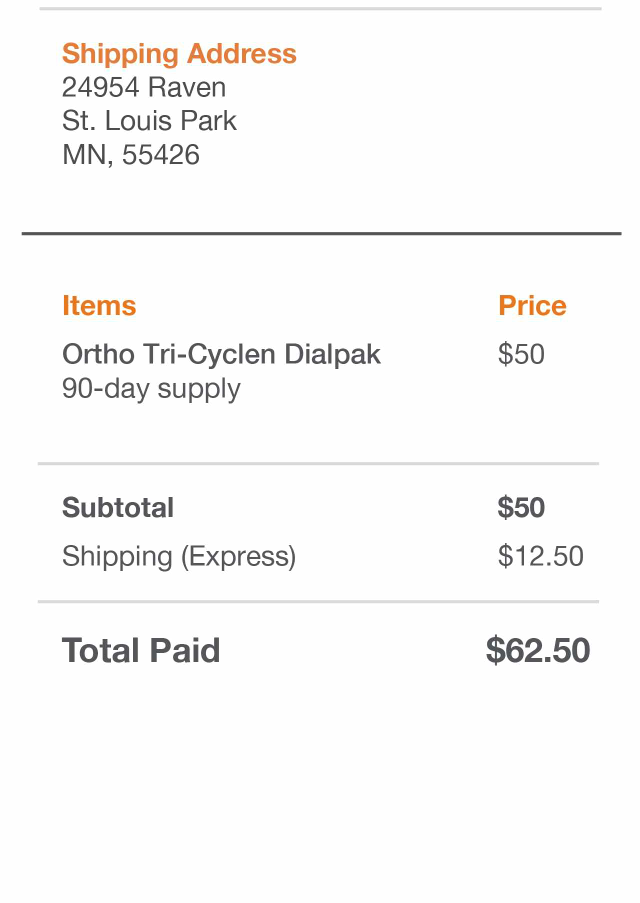 Shipping Address
24954 Raven
St. Louis Park
MN, 55426
Items Price
Ortho Tri-Cyclen Dialpak $50
90-day supply
Subtotal $50
Shipping (Express) $12.50
Total Paid $62.50